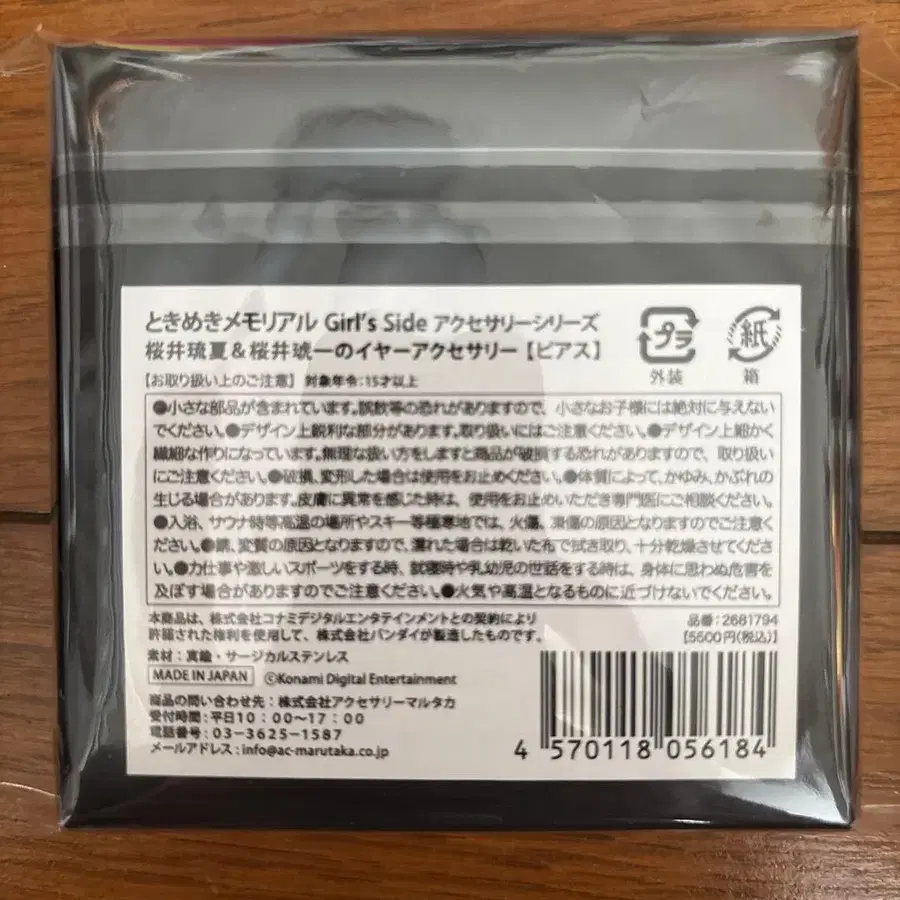 ときめきメモリアル Girl's Side アクセサリーシリーズ
桜井琉夏＆桜井琥一のイヤーアクセサリー【ピアス】
プラ
外装
紙
箱
【お取り扱い上のご注意】 対象年令:15才以上
●小さな部品が含まれています。誤飲等の恐れがありますので、小さなお子様には絶対に与えない
でください。●デザイン上鋭利な部分があります。取り扱いにはご注意ください。●デザイン上細かく
繊細な作りになっています。無理な扱い方をしますと商品が破損する恐れがありますので、取り扱い
にご注意ください。●破損、変形した場合は使用をお止めください。●体質によって、かゆみ、かぶれの
生じる場合があります。皮膚に異常を感じた時は、使用をお止めいただき専門医にご相談ください。
●入浴、サウナ時等高温の場所やスキー等極寒地では、火傷、凍傷の原因となりますのでご注意くだ
さい。●錆、変質の原因となりますので、濡れた場合は乾いた布で拭き取り、十分乾燥させてくださ
い。●力仕事や激しいスポーツをする時、就寝時や乳幼児の世話をする時は、身体に思わぬ危害を
及ぼす場合がありますのでご注意ください。●火気や高温となるものに近づけないでください。
本商品は、株式会社コナミデジタルエンタテインメントとの契約により
許諾された権利を使用して、株式会社バンダイが製造したものです。
品番:2681794
【5500円(税込)】
素材:真鍮・サージカルステンレス
MADE IN JAPAN ©Konami Digital Entertainment
商品の問い合わせ先:株式会社アクセサリーマルタカ
受付時間:平日10:00〜17:00
電話番号:03-3625-1587
メールアドレス:info@ac-marutaka.co.jp
4 570118 056184